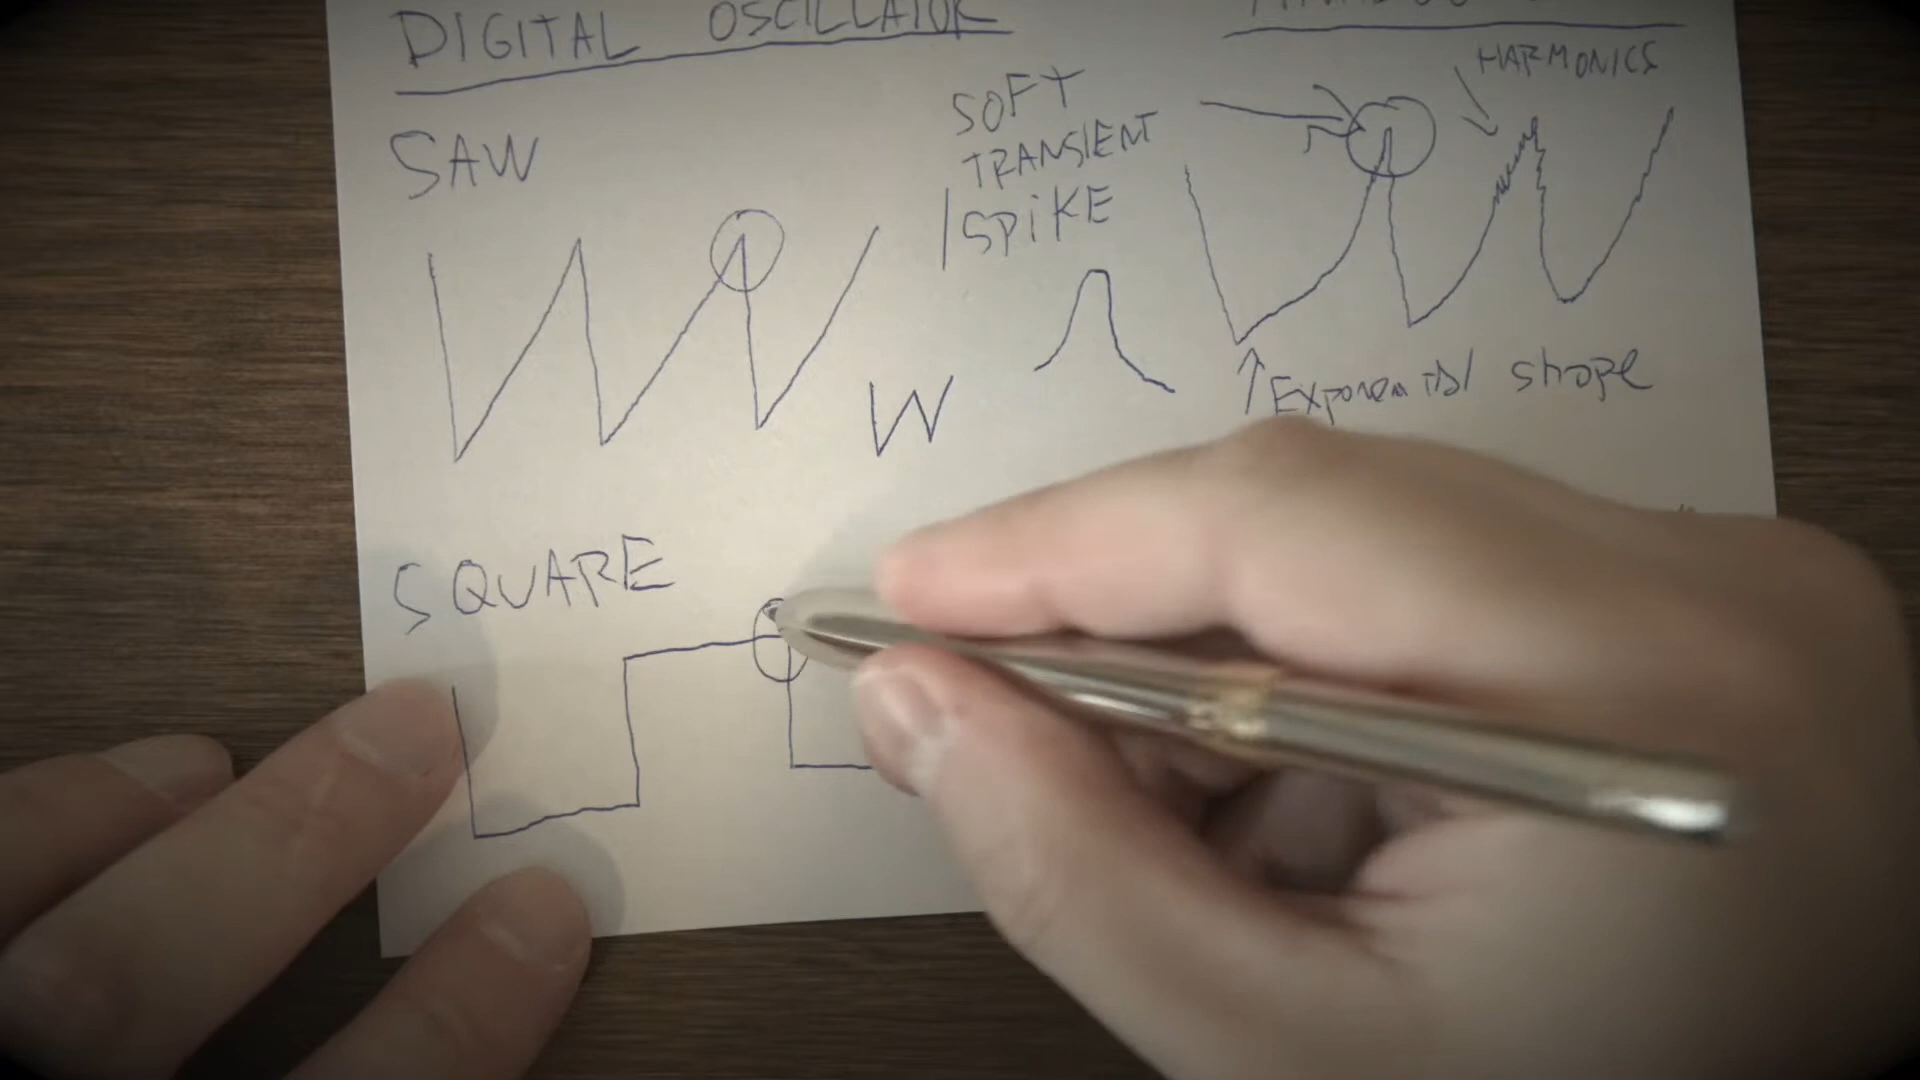 DIGITAL OSCILLATOR
SAW
SOFT
TRANSIENT
/SPiKE
HARMONICS
Exponential shape
SQUARE